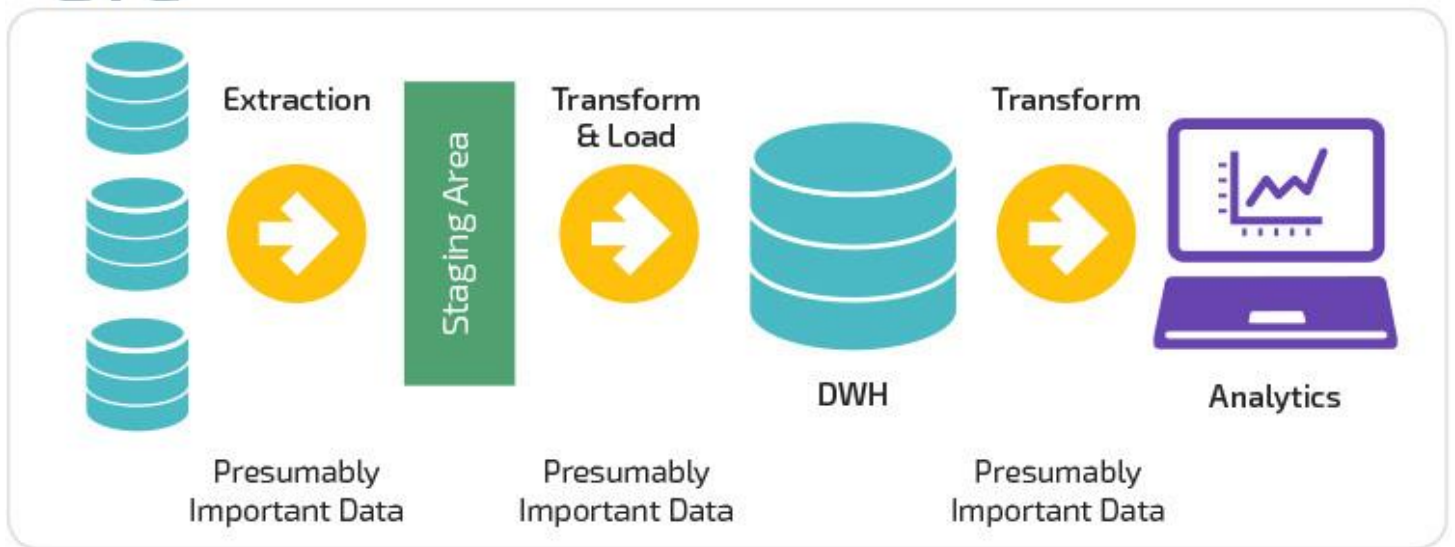 Extraction
Staging Area
Transform
& Load
DWH
Transform
Analytics
Presumably
Important Data
Presumably
Important Data
Presumably
Important Data